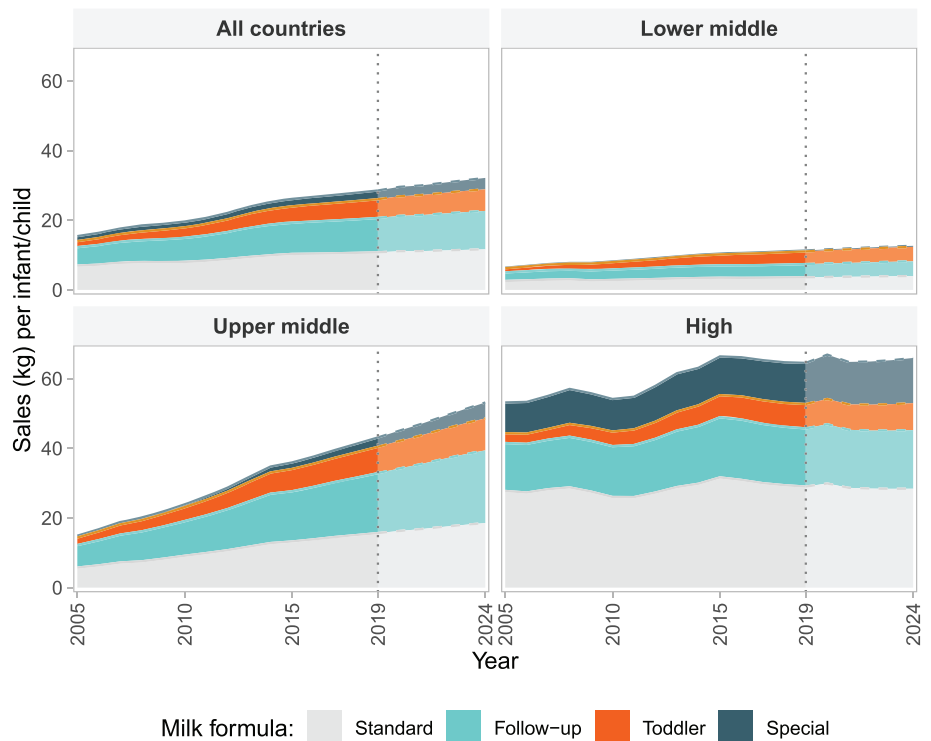 All countries
Lower middle
60
40
20
0
Sales (kg) per infant/child
Upper middle
High
60
40
20
0
2005
2010
2015
2019
2024
2005
2010
2015
2019
2024
Year
Milk formula: Standard Follow−up Toddler Special